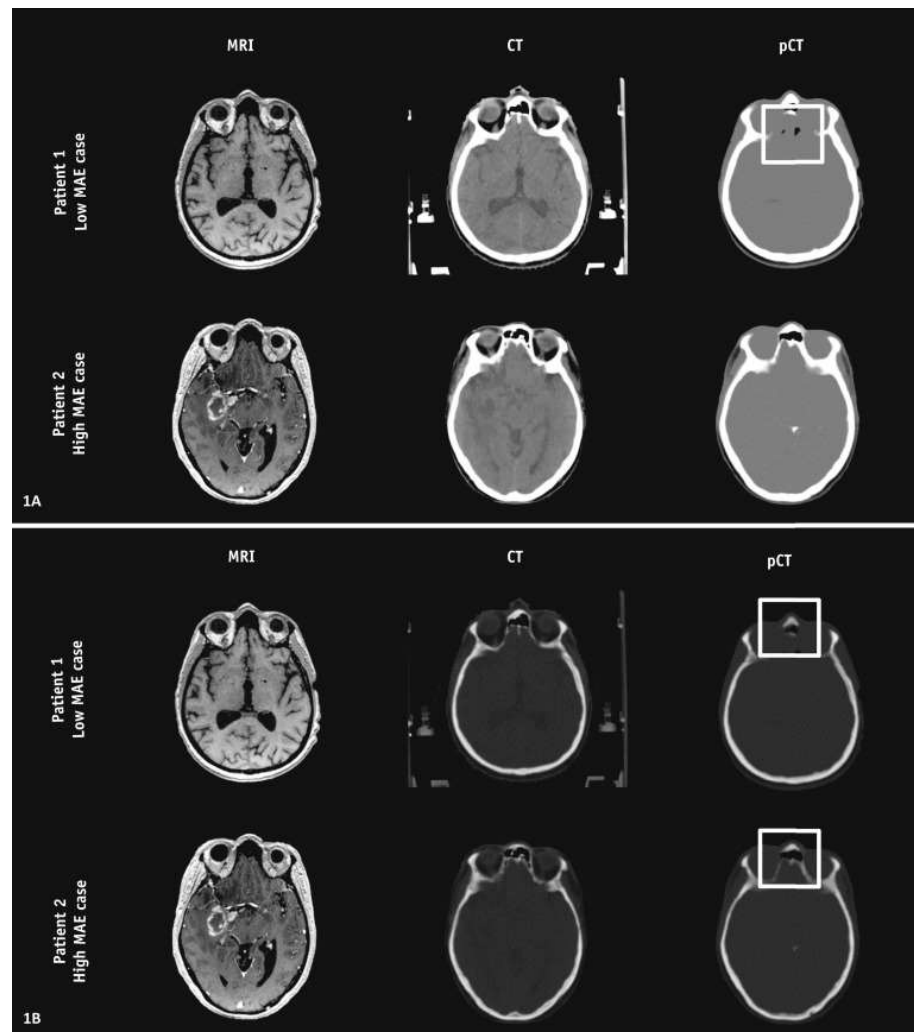 MRI
CT
pCT
Patient 1
Low MAE case
Patient 2
High MAE case
1A
MRI
CT
pCT
Patient 1
Low MAE case
Patient 2
High MAE case
1B